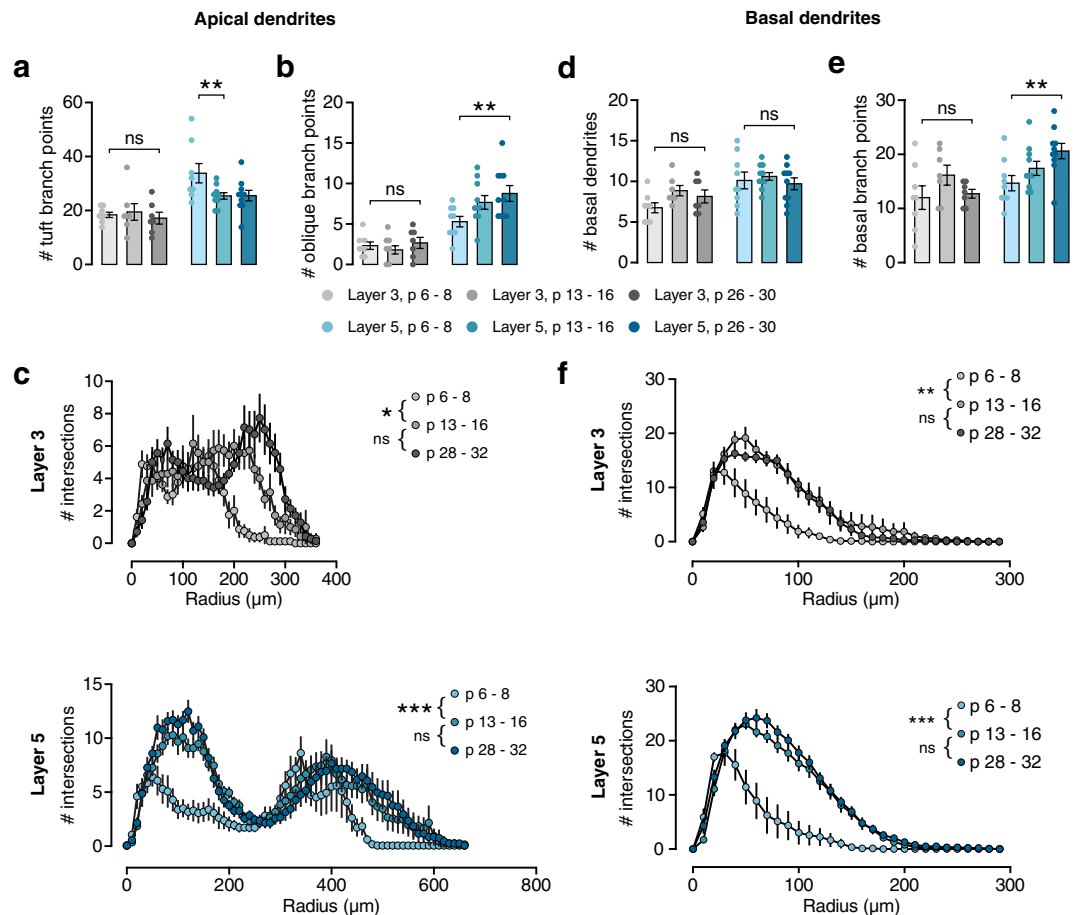 Apical dendrites
Basal dendrites
a
# tuft branch points
60
40
20
0
ns
**
b
# oblique branch points
20
15
10
5
0
ns
**
d
# basal dendrites
20
15
10
5
0
ns
ns
e
# basal branch points
30
20
10
0
ns
**
Layer 3, p 6 - 8
Layer 3, p 13 - 16
Layer 3, p 26 - 30
Layer 5, p 6 - 8
Layer 5, p 13 - 16
Layer 5, p 26 - 30
c
Layer 3
# intersections
10
8
6
4
2
0
0 100 200 300 400
Radius (µm)
* {
ns {
p 6 - 8
p 13 - 16
p 28 - 32
f
Layer 3
# intersections
30
20
10
0
0 100 200 300
Radius (µm)
** {
ns {
p 6 - 8
p 13 - 16
p 28 - 32
Layer 5
# intersections
15
10
5
0
0 200 400 600 800
Radius (µm)
*** {
ns {
p 6 - 8
p 13 - 16
p 28 - 32
Layer 5
# intersections
30
20
10
0
0 100 200 300
Radius (µm)
*** {
ns {
p 6 - 8
p 13 - 16
p 28 - 32